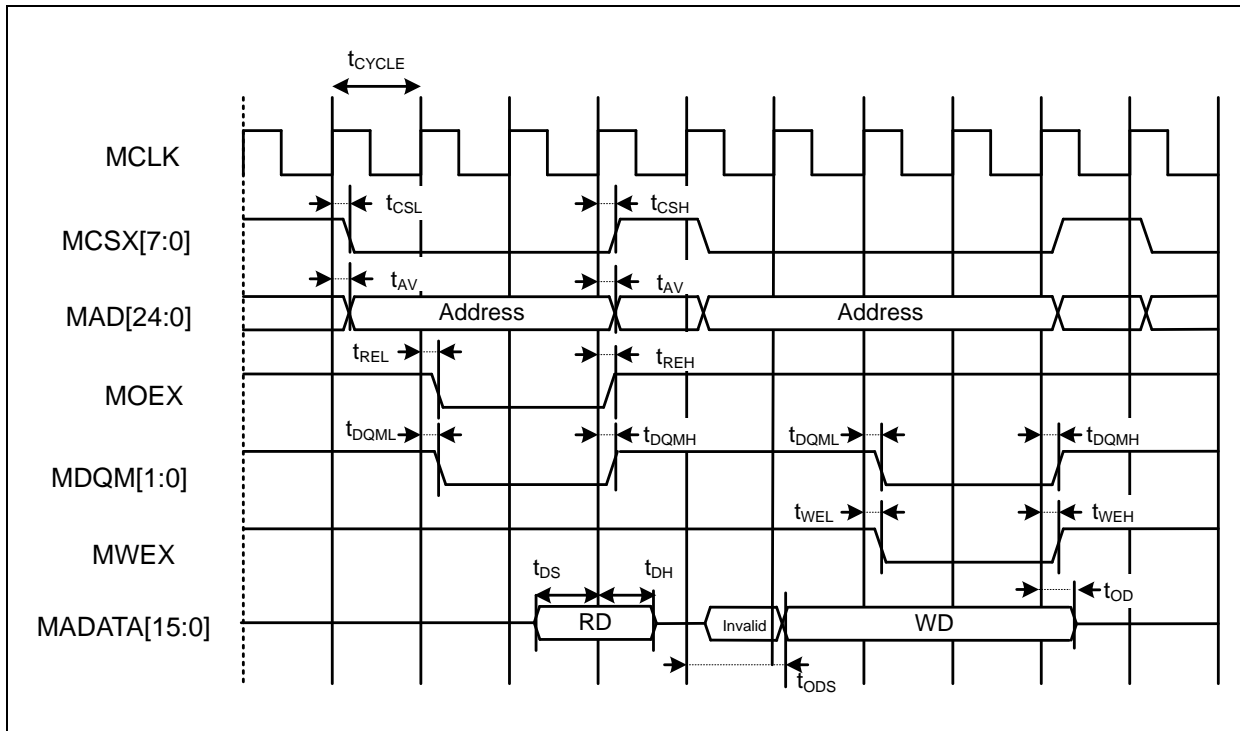 tCYCLE
MCLK
tCSL tCSH
MCSX[7:0]
tAV tAV
MAD[24:0] Address Address
tREL tREH
MOEX
tDQML tDQMH tDQML tDQMH
MDQM[1:0]
tWEL tWEH
MWEX
tDS tDH tOD
MADATA[15:0] RD Invalid WD
tODS